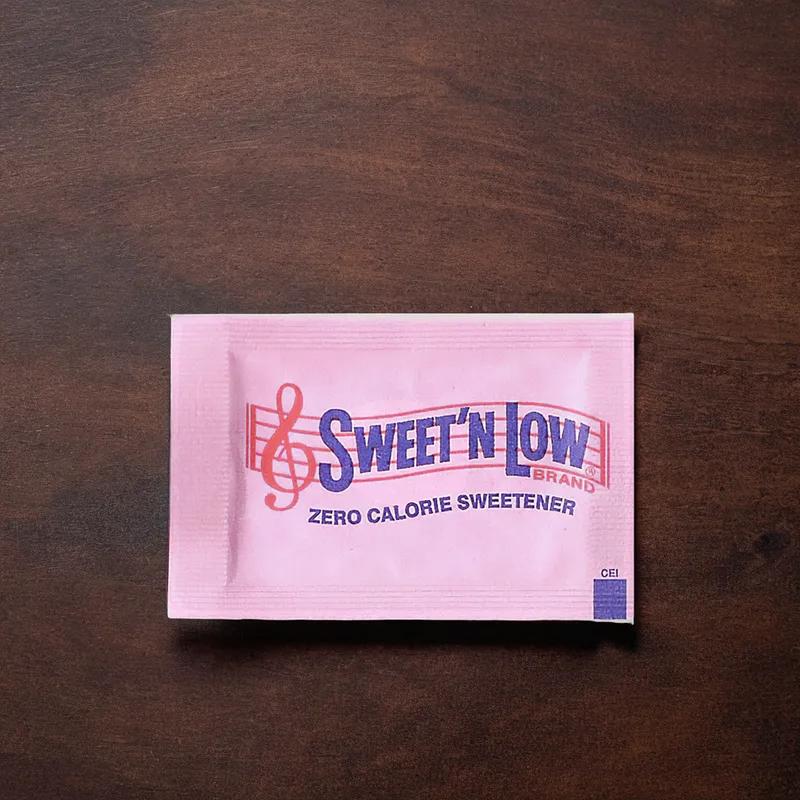 SWEET'N LOW
®
BRAND
ZERO CALORIE SWEETENER
CEI